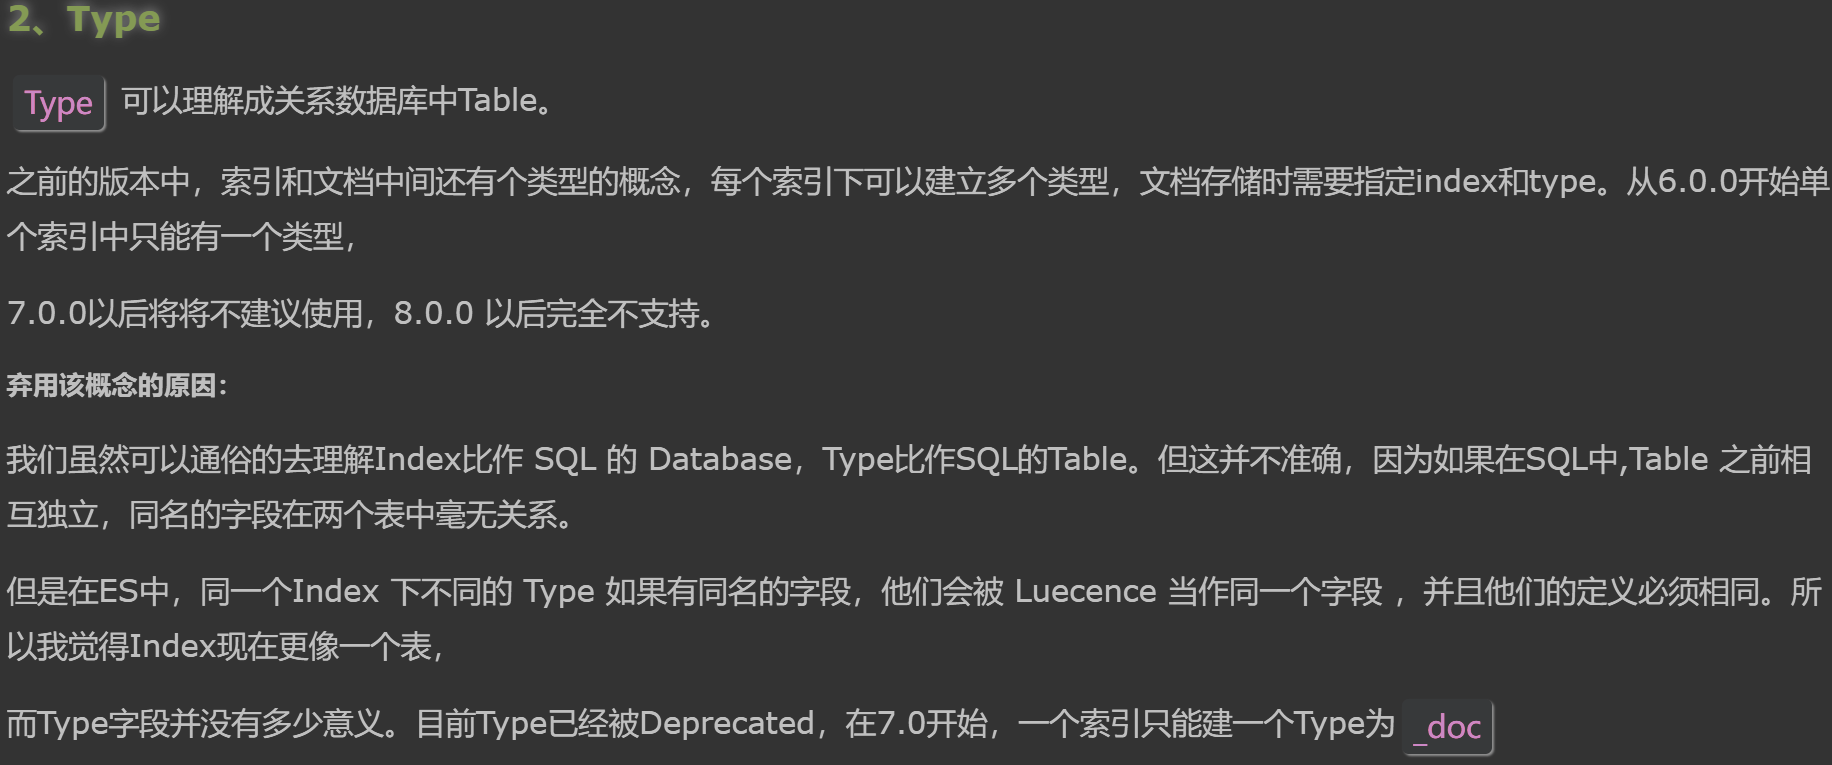 2、Type
Type 可以理解成关系数据库中Table。
之前的版本中，索引和文档中间还有个类型的概念，每个索引下可以建立多个类型，文档存储时需要指定index和type。从6.0.0开始单
个索引中只能有一个类型，
7.0.0以后将将不建议使用，8.0.0 以后完全不支持。
弃用该概念的原因：
我们虽然可以通俗的去理解Index比作 SQL 的 Database，Type比作SQL的Table。但这并不准确，因为如果在SQL中,Table 之前相
互独立，同名的字段在两个表中毫无关系。
但是在ES中，同一个Index 下不同的 Type 如果有同名的字段，他们会被 Luecence 当作同一个字段 ，并且他们的定义必须相同。所
以我觉得Index现在更像一个表，
而Type字段并没有多少意义。目前Type已经被Deprecated，在7.0开始，一个索引只能建一个Type为 _doc